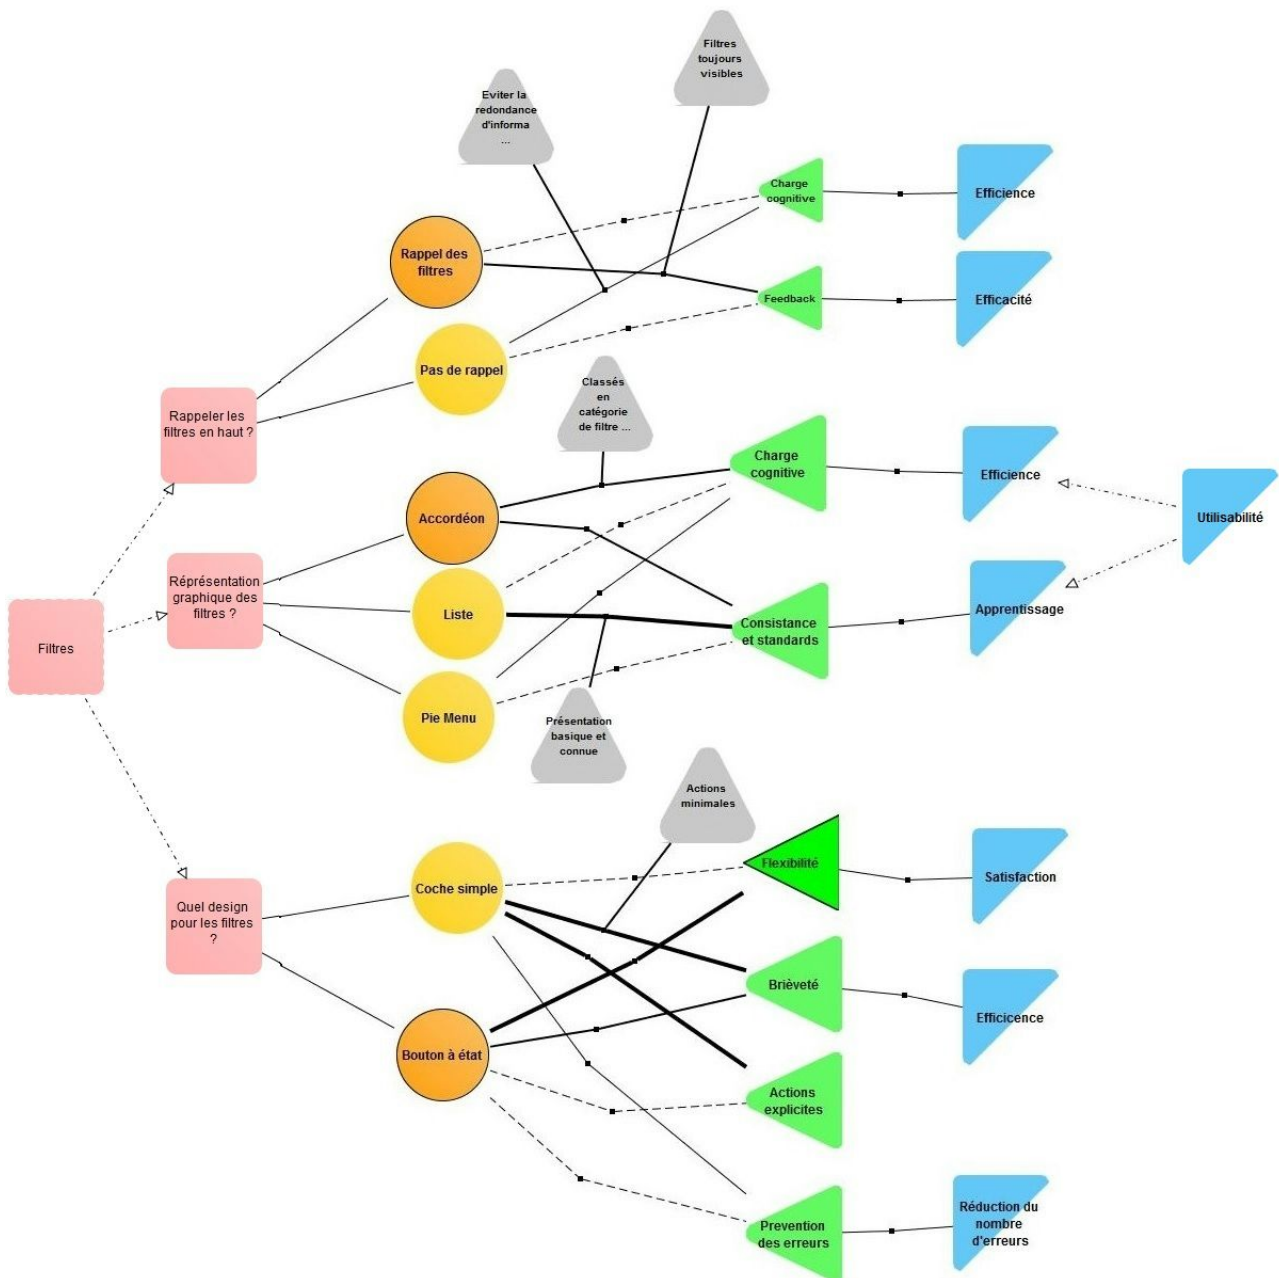 Filtres
toujours
visibles
Eviter la
redondance
d'informa
...
Charge
cognitive
Efficience
Rappel des
filtres
Feedback
Efficacité
Pas de rappel
Rappeler les
filtres en haut ?
Classés
en
catégorie
de filtre ...
Charge
cognitive
Efficience
Accordéon
Utilisabilité
Réprésentation
graphique des
filtres ?
Liste
Consistance
et standards
Apprentissage
Filtres
Pie Menu
Présentation
basique et
connue
Actions
minimales
Flexibilité
Satisfaction
Coche simple
Quel design
pour les filtres
?
Brièveté
Efficicence
Bouton à état
Actions
explicites
Prevention
des erreurs
Réduction du
nombre
d'erreurs